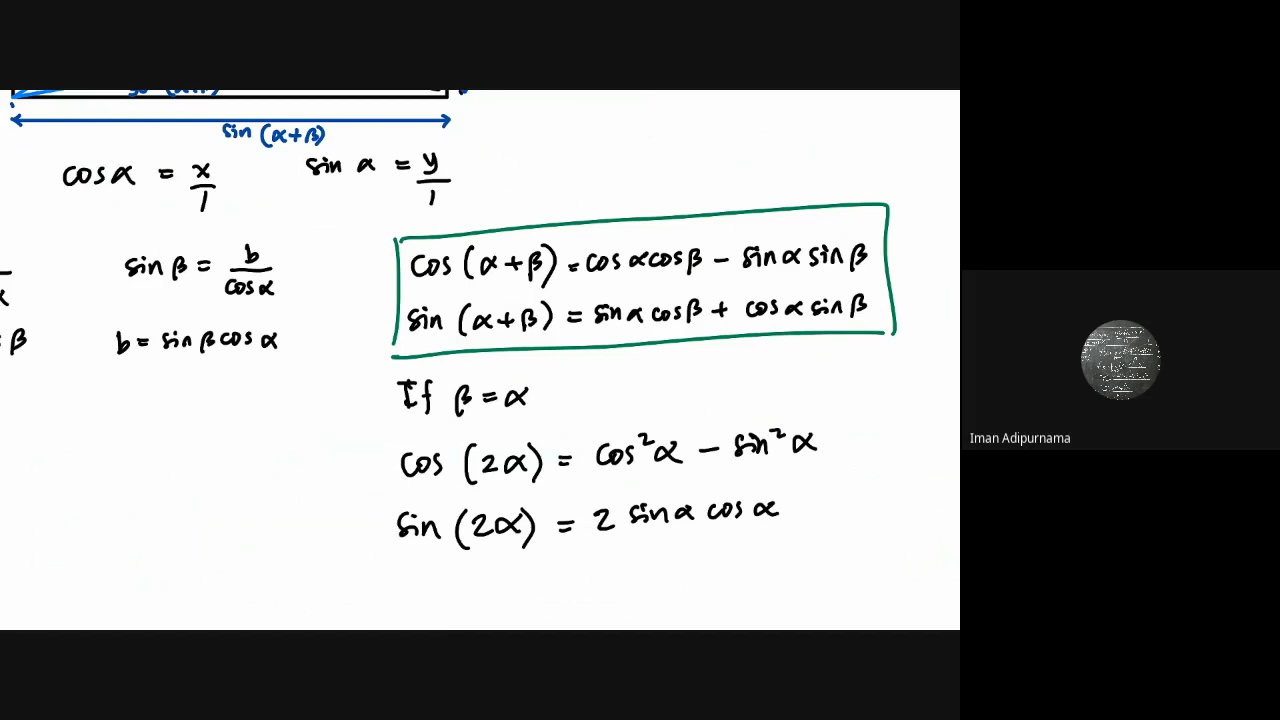 sin (α+β)
cos α = x/1
sin α = y/1
sin β = b/cos α
b = sin β cos α
β
cos (α+β) = cos α cos β – sin α sin β
sin (α+β) = sin α cos β + cos α sin β
If β = α
cos (2α) = cos²α – sin²α
sin (2α) = 2 sin α cos α
Iman Adipurnama